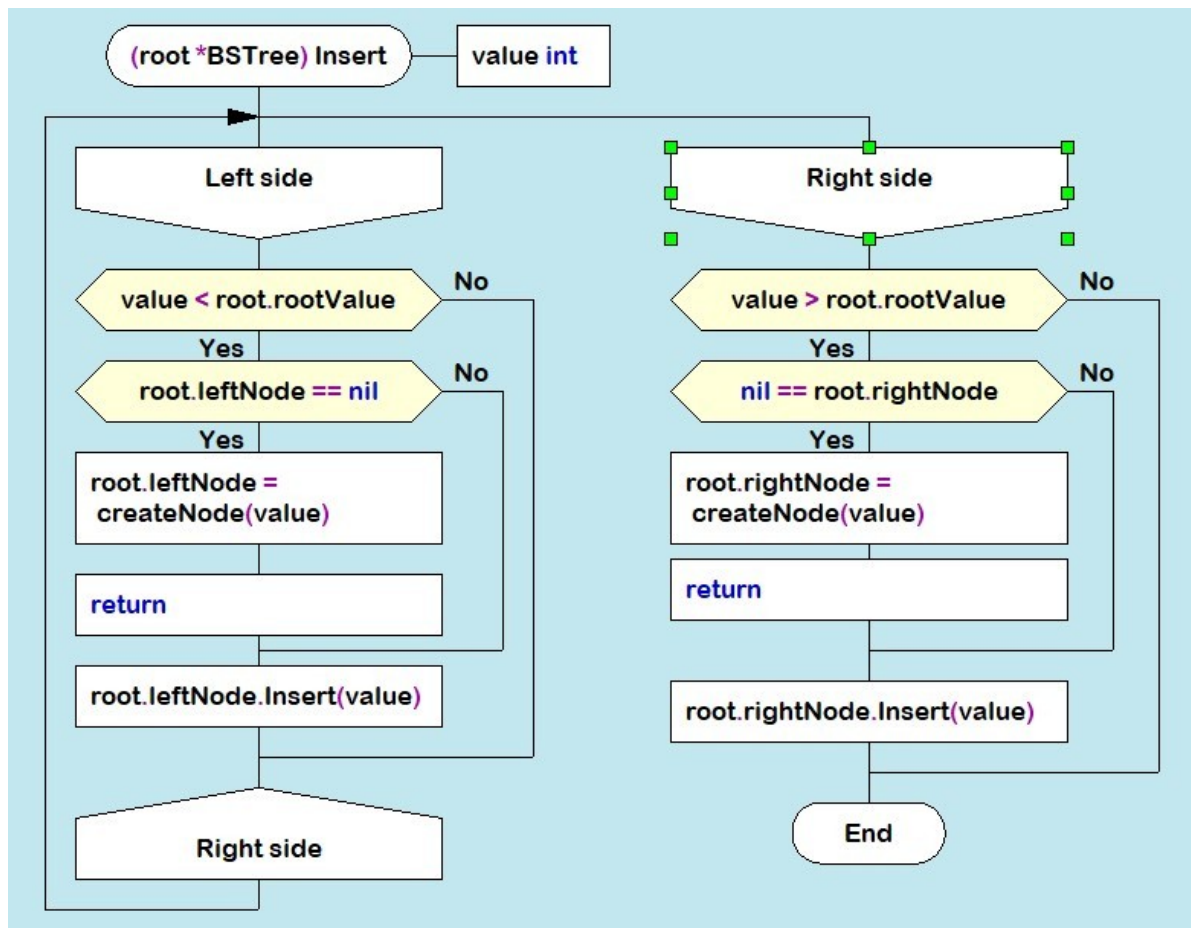 (root *BSTree) Insert
value int
Left side
value < root.rootValue
No
Yes
root.leftNode == nil
No
Yes
root.leftNode =
createNode(value)
return
root.leftNode.Insert(value)
Right side
Right side
value > root.rootValue
No
Yes
nil == root.rightNode
No
Yes
root.rightNode =
createNode(value)
return
root.rightNode.Insert(value)
End